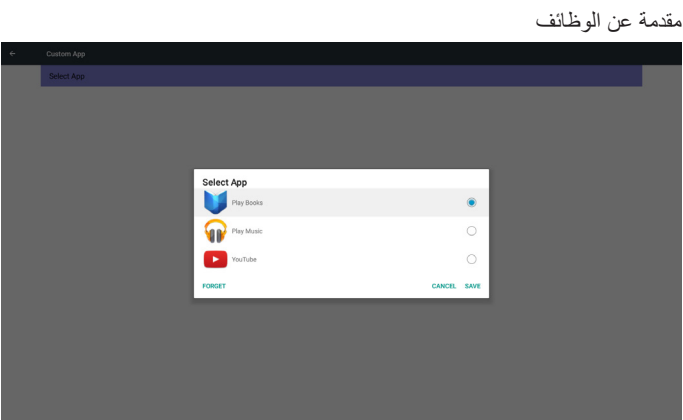 مقدمة عن الوظائف
Custom App
Select App
Select App
Play Books
Play Music
YouTube
FORGET CANCEL SAVE